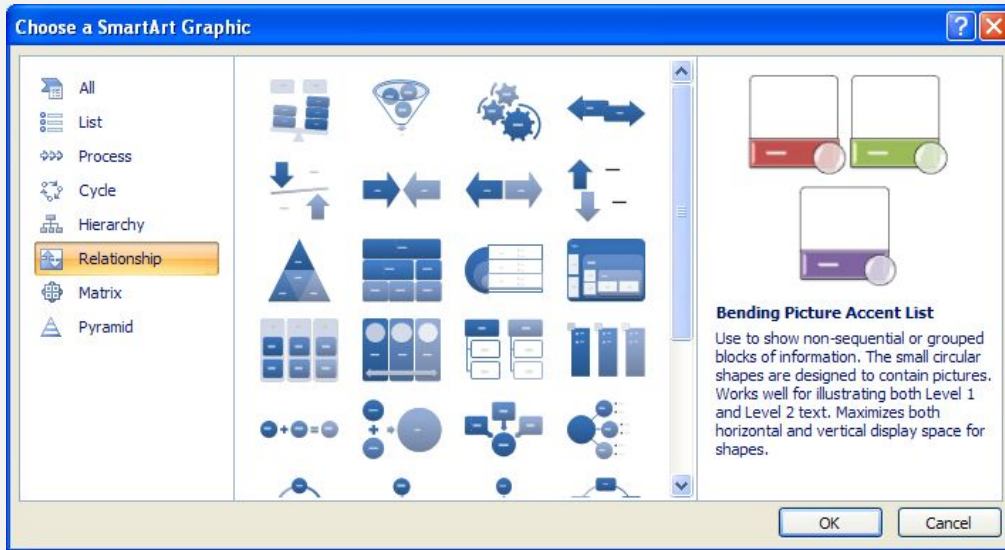 Choose a SmartArt Graphic
All
List
Process
Cycle
Hierarchy
Relationship
Matrix
Pyramid
Bending Picture Accent List
Use to show non-sequential or grouped
blocks of information. The small circular
shapes are designed to contain pictures.
Works well for illustrating both Level 1
and Level 2 text. Maximizes both
horizontal and vertical display space for
shapes.
OK
Cancel